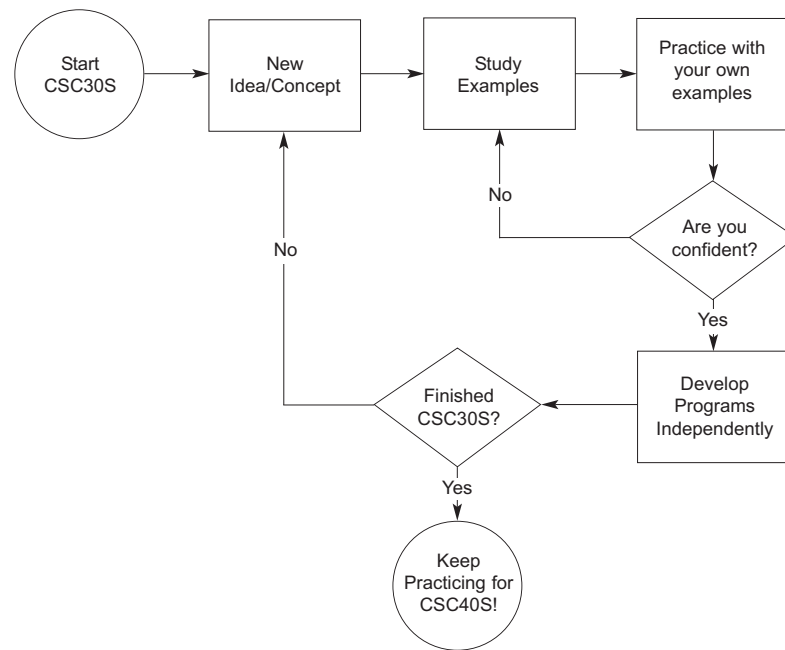 Start
CSC30S
New
Idea/Concept
Study
Examples
Practice with
your own
examples
No
Are you
confident?
No
Yes
Finished
CSC30S?
Develop
Programs
Independently
Yes
Keep
Practicing for
CSC40S!